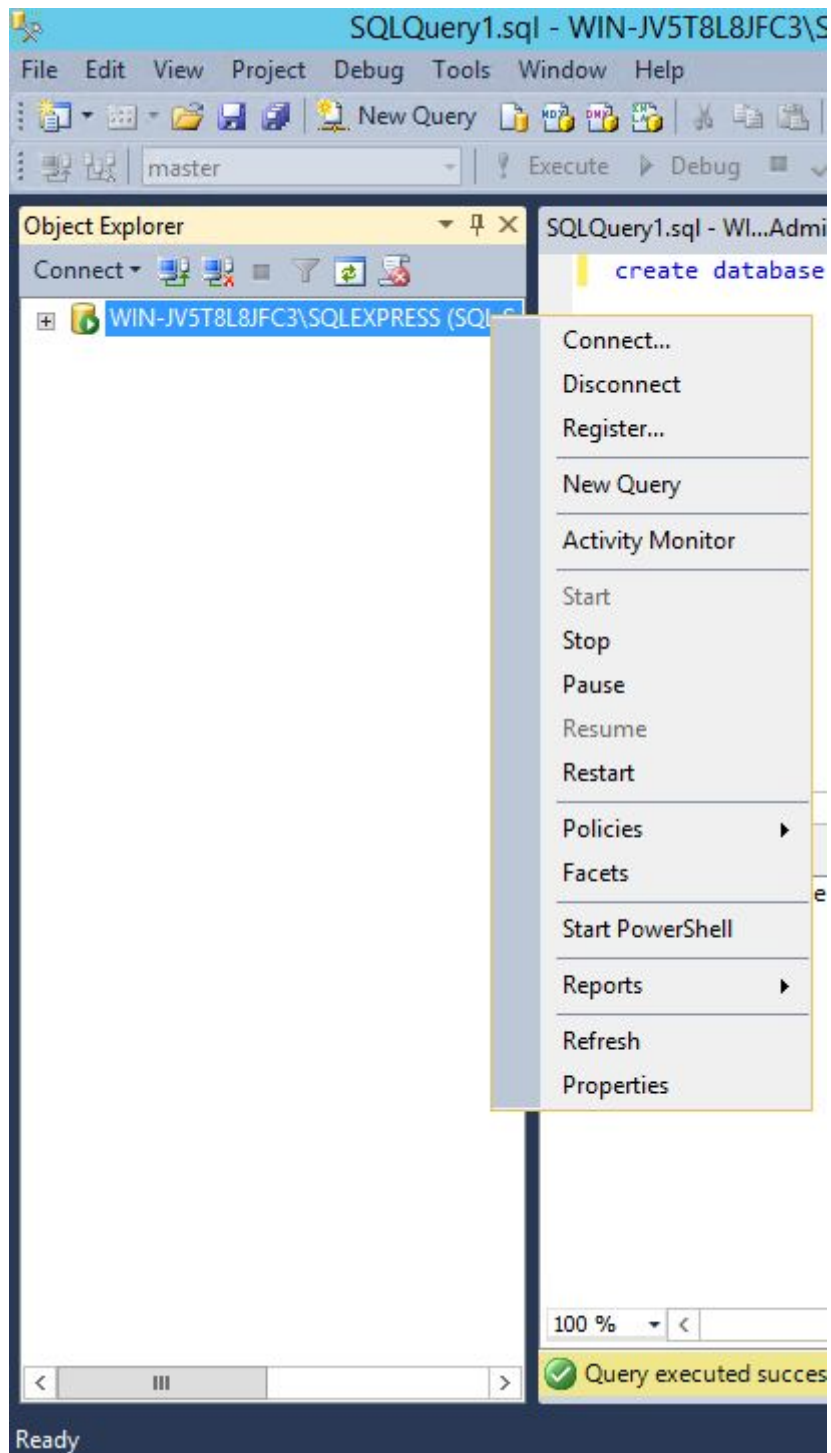 SQLQuery1.sql - WIN-JV5T8L8JFC3\S
File Edit View Project Debug Tools Window Help
New Query
master Execute Debug
Object Explorer
SQLQuery1.sql - WI...Admi
Connect
create database
WIN-JV5T8L8JFC3\SQLEXPRESS (SQL S
Connect...
Disconnect
Register...
New Query
Activity Monitor
Start
Stop
Pause
Resume
Restart
Policies
Facets
Start PowerShell
Reports
Refresh
Properties
100 %
Query executed succes
Ready